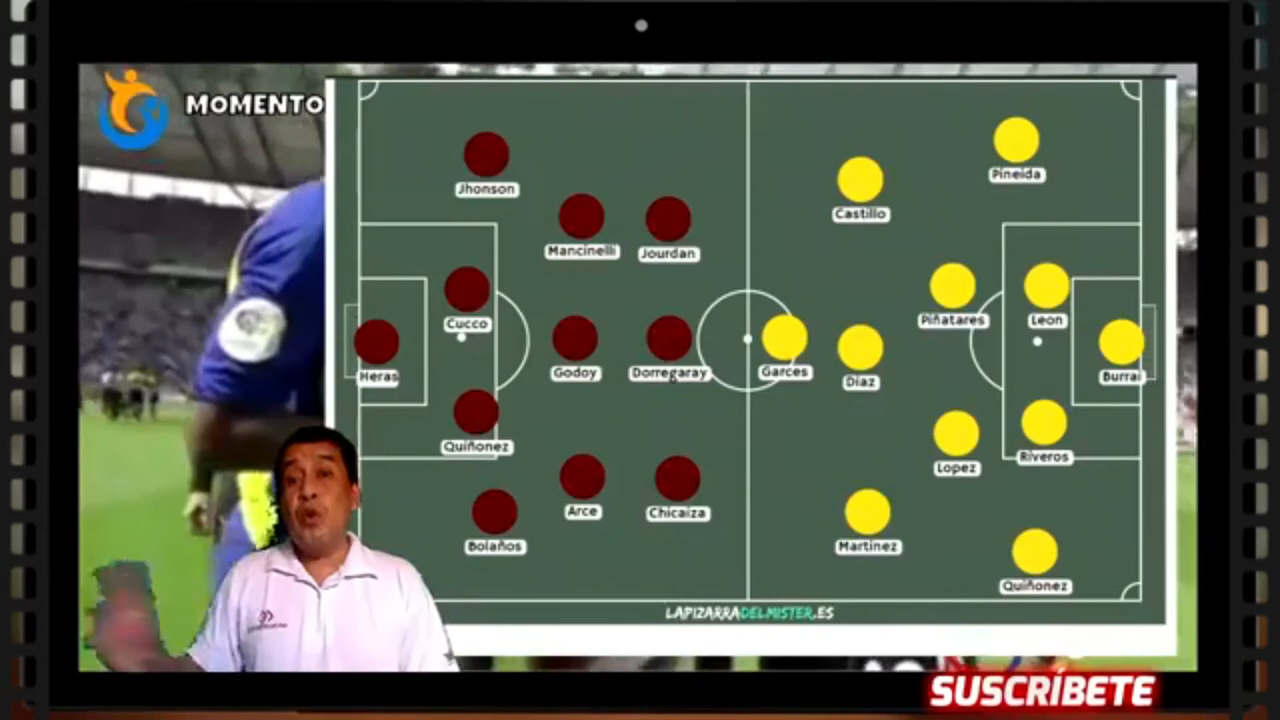 MOMENTO
Pineida
Jhonson
Castillo
Mancinelli
Jourdan
Cucco
Piñatares
Leon
Heras
Godoy
Dorregaray
Garces
Diaz
Burrai
Quiñonez
Lopez
Riveros
Arce
Chicaiza
Bolaños
Martinez
Quiñonez
LAPIZARRADELMISTER.ES
SUSCRÍBETE